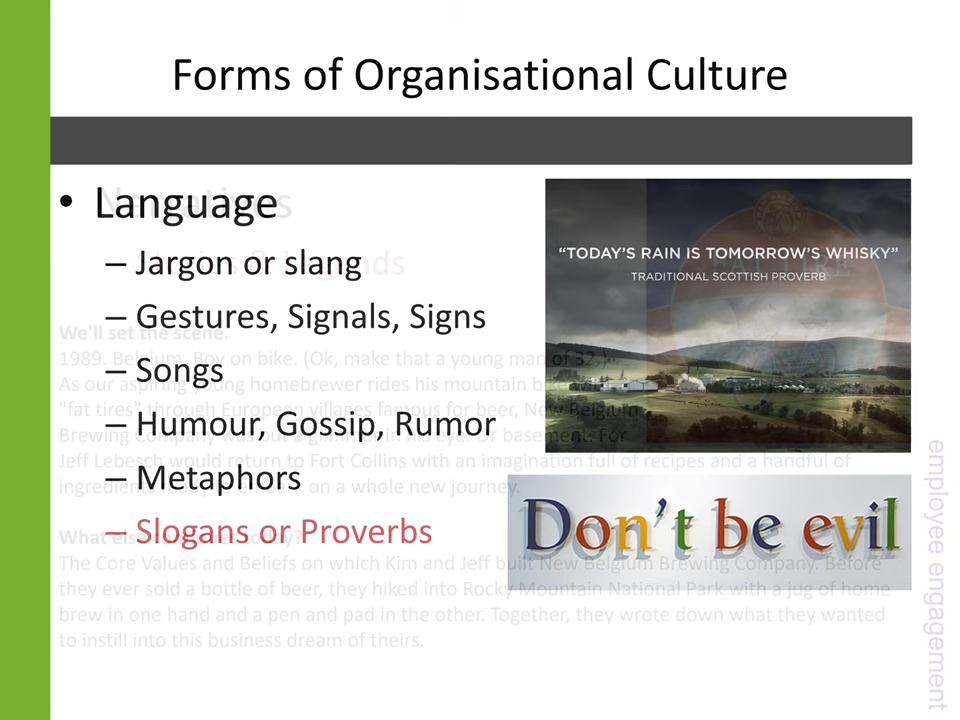 Forms of Organisational Culture
• Language
Narratives
– Jargon or slang
Stories & Legends
– Gestures, Signals, Signs
– Songs
– Humour, Gossip, Rumor
– Metaphors
– Slogans or Proverbs
“TODAY’S RAIN IS TOMORROW’S WHISKY”
TRADITIONAL SCOTTISH PROVERB
FAT TIRE
Don’t be evil
We'll set the scene:
1989. Belgium. Boy on bike. (Ok, make that a young man of 32.)
As our aspiring young homebrewer rides his mountain bike
"fat tires" through European villages famous for beer, New Belgium
Brewing Company was but a glimmer in his eye. Or basement. For
Jeff Lebesch would return to Fort Collins with an imagination full of recipes and a handful of
ingredients ready to embark on a whole new journey.
What else
The Core Values and Beliefs on which Kim and Jeff built New Belgium Brewing Company. Before
they ever sold a bottle of beer, they hiked into Rocky Mountain National Park with a jug of home
brew in one hand and a pen and pad in the other. Together, they wrote down what they wanted
to instill into this business dream of theirs.
employee engagement